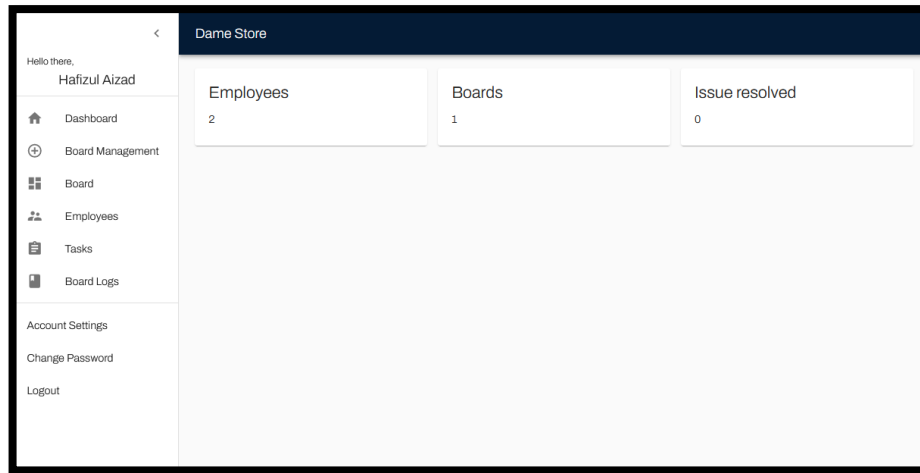 Dame Store
Hello there,
Hafizul Aizad
Dashboard
Board Management
Board
Employees
Tasks
Board Logs
Account Settings
Change Password
Logout
Employees
2
Boards
1
Issue resolved
0